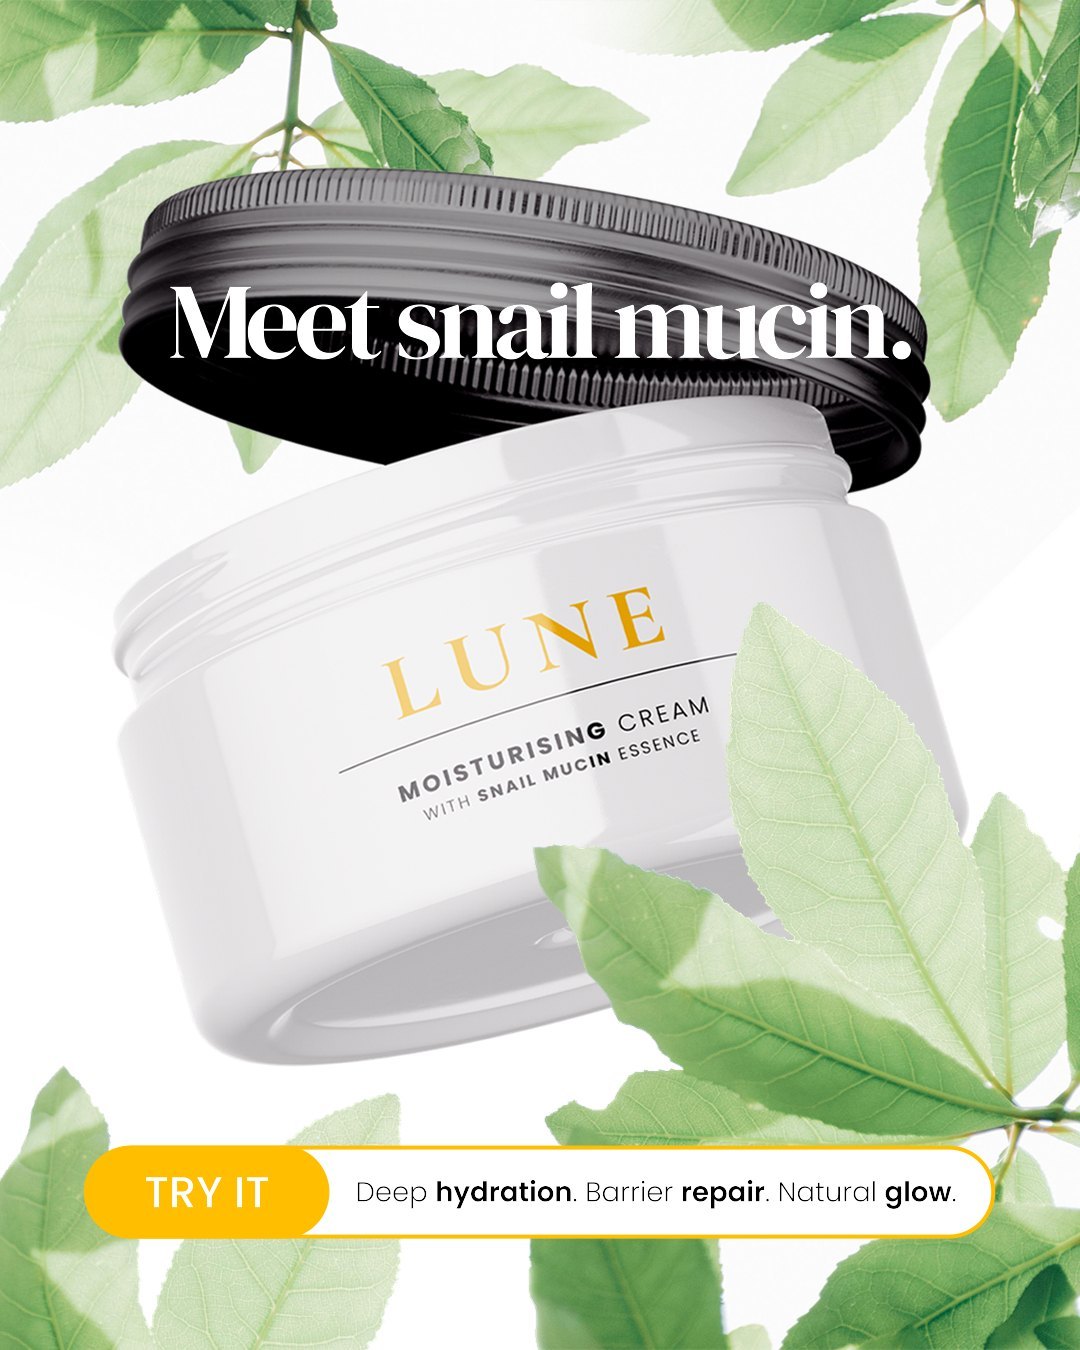 Meet snail mucin.
LUNE
MOISTURISING CREAM
WITH SNAIL MUCIN ESSENCE
TRY IT
Deep hydration. Barrier repair. Natural glow.